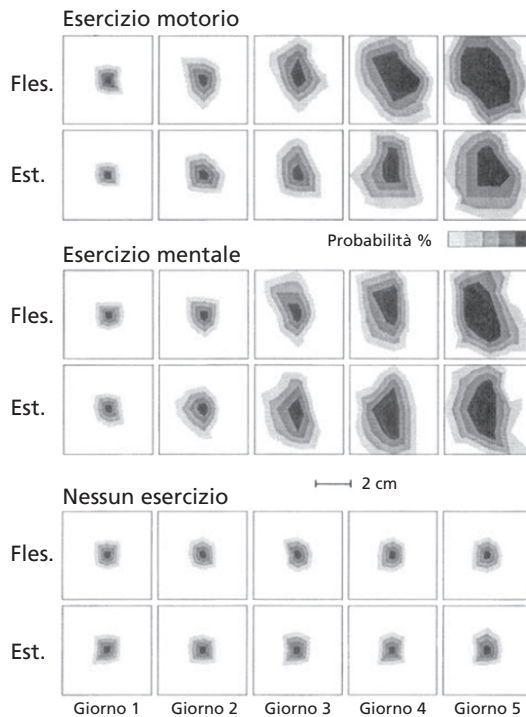 Esercizio motorio
Fles.
Est.
Probabilità %
Esercizio mentale
Fles.
Est.
2 cm
Nessun esercizio
Fles.
Est.
Giorno 1 Giorno 2 Giorno 3 Giorno 4 Giorno 5